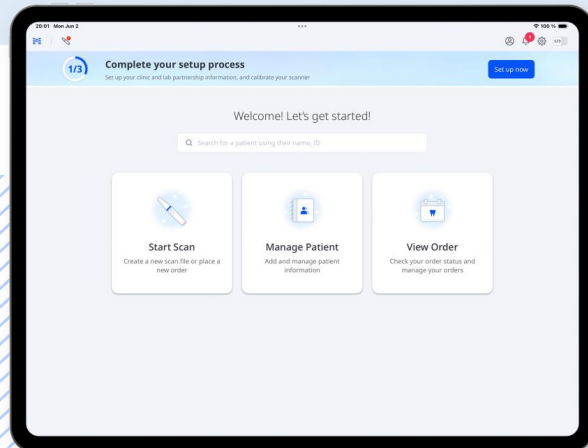 20:01 Mon Jun 2
100 %
1
1/3
Complete your setup process
Set up your clinic and lab partnership information, and calibrate your scanner
Set up now
Welcome! Let's get started!
Search for a patient using their name, ID
Start Scan
Create a new scan file or place a
new order
Manage Patient
Add and manage patient
information
View Order
Check your order status and
manage your orders